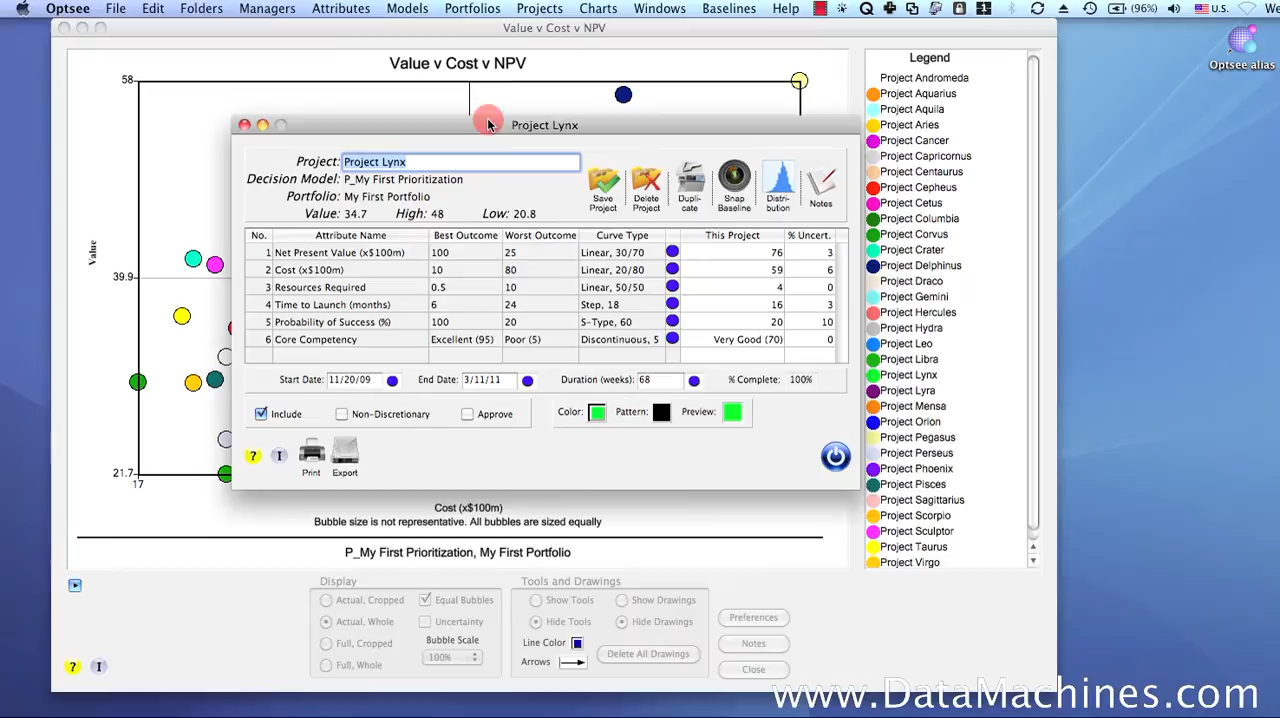 Optsee File Edit Folders Managers Attributes Models Portfolios Projects Charts Windows Baselines Help 1 (96%) U.S. We
Value v Cost v NPV
Optsee alias
Value v Cost v NPV
58
39.9
21.7
17
Value
Cost (x$100m)
Bubble size is not representative. All bubbles are sized equally
P_My First Prioritization, My First Portfolio
Project Lynx
Project: Project Lynx
Decision Model: P_My First Prioritization
Portfolio: My First Portfolio
Value: 34.7 High: 48 Low: 20.8
Save Project
Delete Project
Dupli-cate
Snap Baseline
Distri-bution
Notes
No. Attribute Name Best Outcome Worst Outcome Curve Type This Project % Uncert.
1 Net Present Value (x$100m) 100 25 Linear, 30/70 76 3
2 Cost (x$100m) 10 80 Linear, 20/80 59 6
3 Resources Required 0.5 10 Linear, 50/50 4 0
4 Time to Launch (months) 6 24 Step, 18 16 3
5 Probability of Success (%) 100 20 S-Type, 60 20 10
6 Core Competency Excellent (95) Poor (5) Discontinuous, 5 Very Good (70) 0
Start Date: 11/20/09 End Date: 3/11/11 Duration (weeks): 68 % Complete: 100%
Include Non-Discretionary Approve Color: Pattern: Preview:
? I Print Export
Legend
Project Andromeda
Project Aquarius
Project Aquila
Project Aries
Project Cancer
Project Capricornus
Project Centaurus
Project Cepheus
Project Cetus
Project Columbia
Project Corvus
Project Crater
Project Delphinus
Project Draco
Project Gemini
Project Hercules
Project Hydra
Project Leo
Project Libra
Project Lynx
Project Lyra
Project Mensa
Project Orion
Project Pegasus
Project Perseus
Project Phoenix
Project Pisces
Project Sagittarius
Project Scorpio
Project Sculptor
Project Taurus
Project Virgo
Display
Actual, Cropped
Actual, Whole
Full, Cropped
Full, Whole
Equal Bubbles
Uncertainty
Bubble Scale
100%
Tools and Drawings
Show Tools Show Drawings
Hide Tools Hide Drawings
Line Color
Arrows
Delete All Drawings
Preferences
Notes
Close
? I
www.DataMachines.com